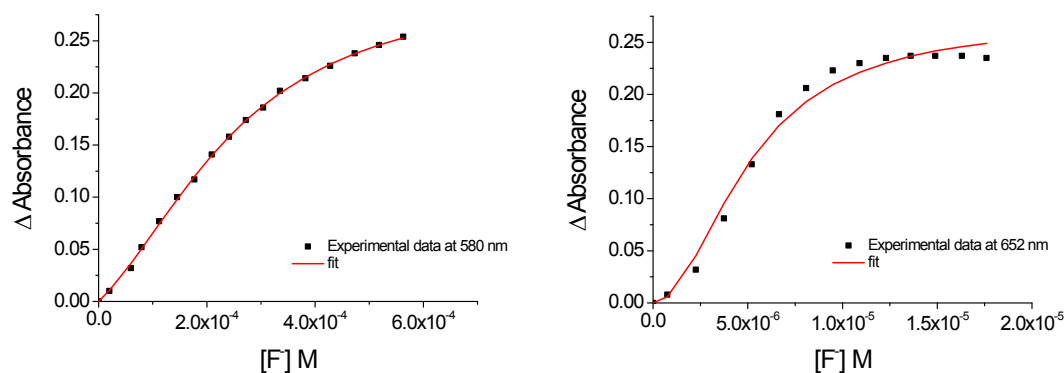 0.25
0.20
0.15
0.10
0.05
0.00
Δ Absorbance
Experimental data at 580 nm
fit
0.0 2.0x10⁻⁴ 4.0x10⁻⁴ 6.0x10⁻⁴
[F⁻] M
0.25
0.20
0.15
0.10
0.05
0.00
Δ Absorbance
Experimental data at 652 nm
fit
0.0 5.0x10⁻⁶ 1.0x10⁻⁵ 1.5x10⁻⁵ 2.0x10⁻⁵
[F⁻] M